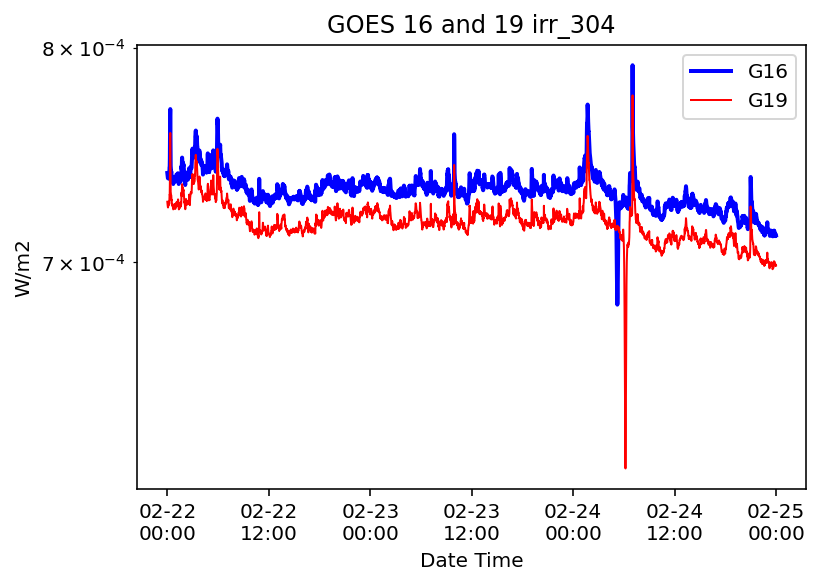 GOES 16 and 19 irr_304
8 × 10⁻⁴
7 × 10⁻⁴
W/m2
G16
G19
02-22 02-22 02-23 02-23 02-24 02-24 02-25
00:00 12:00 00:00 12:00 00:00 12:00 00:00
Date Time